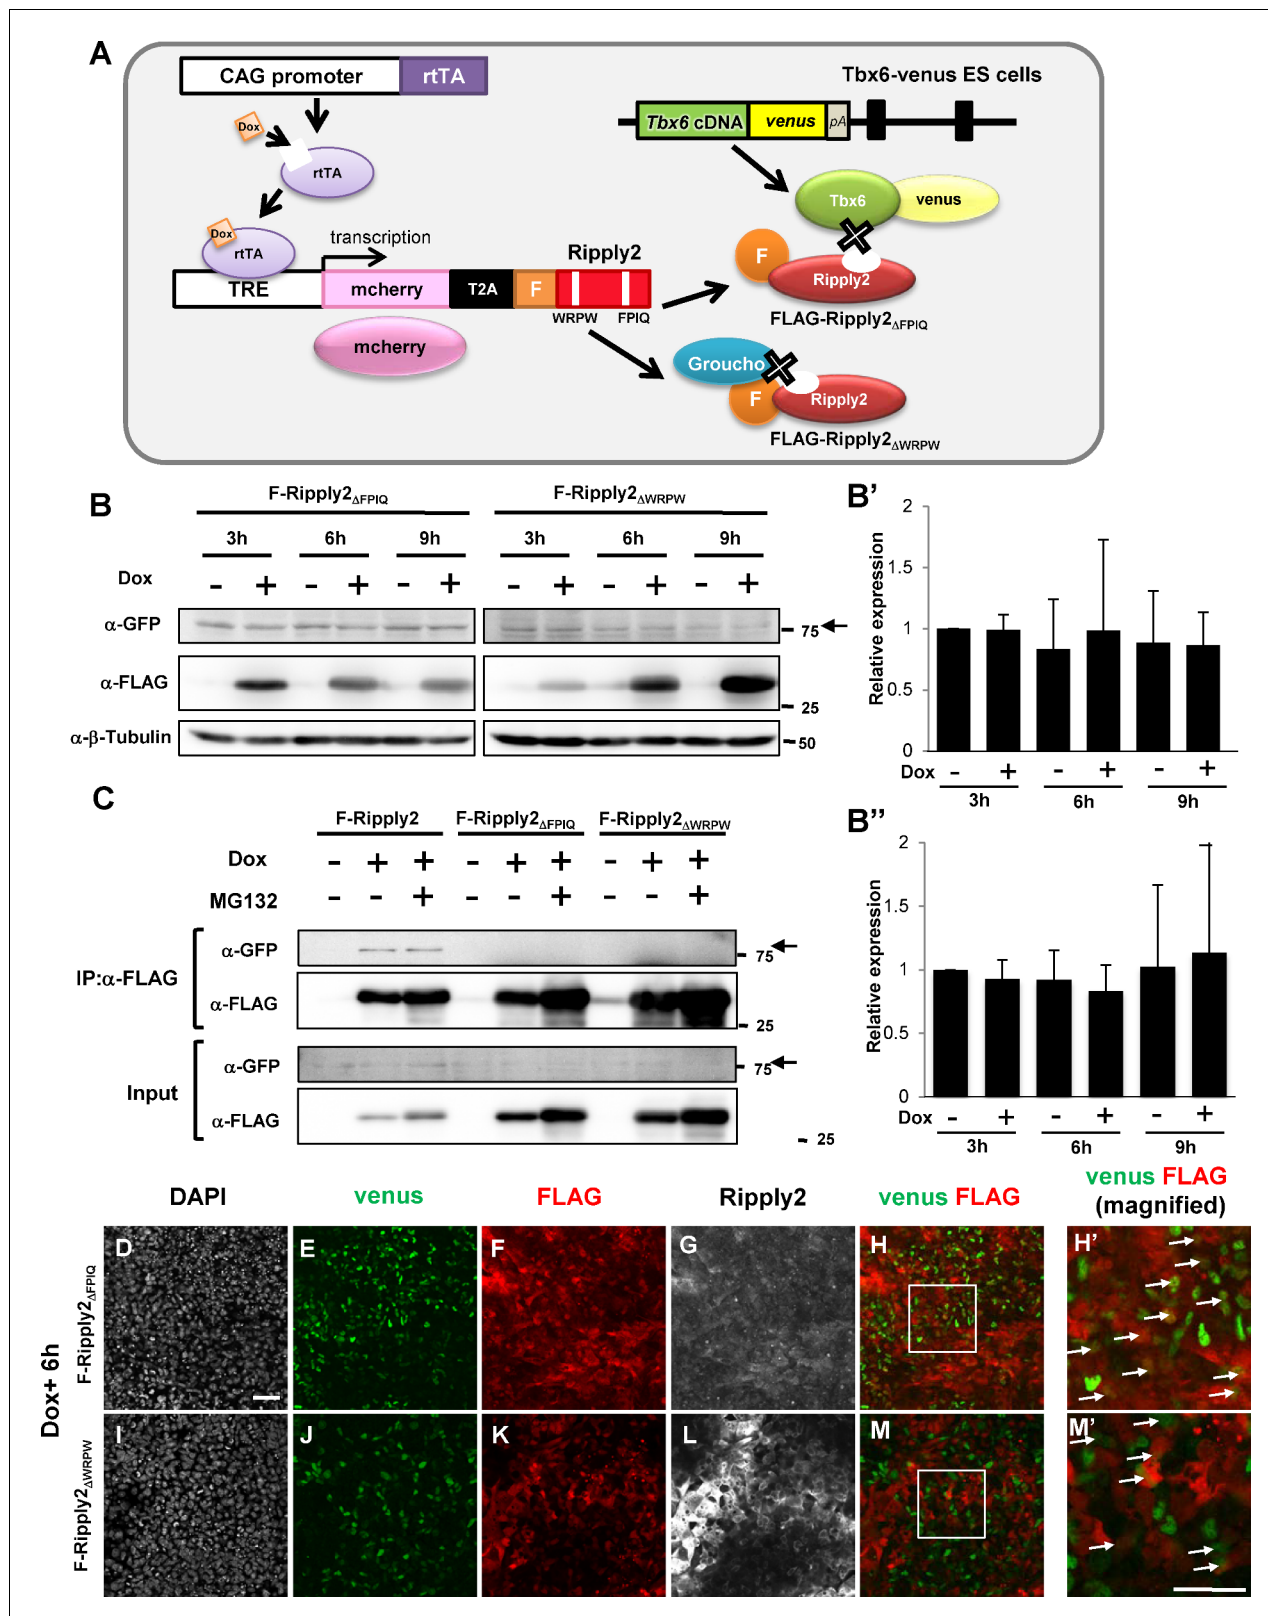 A
CAG promoter rtTA
Tbx6-venus ES cells
Dox
Tbx6 cDNA venus pA
rtTA
Tbx6 venus
Dox
rtTA
transcription
Ripply2
F
Ripply2
TRE mcherry T2A F
WRPW FPIQ
FLAG-Ripply2ΔFPIQ
mcherry
Groucho
F Ripply2
FLAG-Ripply2ΔWRPW
B
F-Ripply2ΔFPIQ F-Ripply2ΔWRPW
3h 6h 9h 3h 6h 9h
Dox - + - + - + - + - + - +
α-GFP 75
α-FLAG 25
α-β-Tubulin 50
B'
Relative expression
2
1.5
1
0.5
0
Dox - + - + - +
3h 6h 9h
C
F-Ripply2 F-Ripply2ΔFPIQ F-Ripply2ΔWRPW
Dox - + + - + + - + +
MG132 - - + - - + - - +
IP:α-FLAG
α-GFP 75
α-FLAG 25
Input
α-GFP 75
α-FLAG 25
B''
Relative expression
2
1.5
1
0.5
0
Dox - + - + - +
3h 6h 9h
DAPI venus FLAG Ripply2 venus FLAG venus FLAG
(magnified)
Dox+ 6h
F-Ripply2ΔFPIQ
D E F G H H'
F-Ripply2ΔWRPW
I J K L M M'